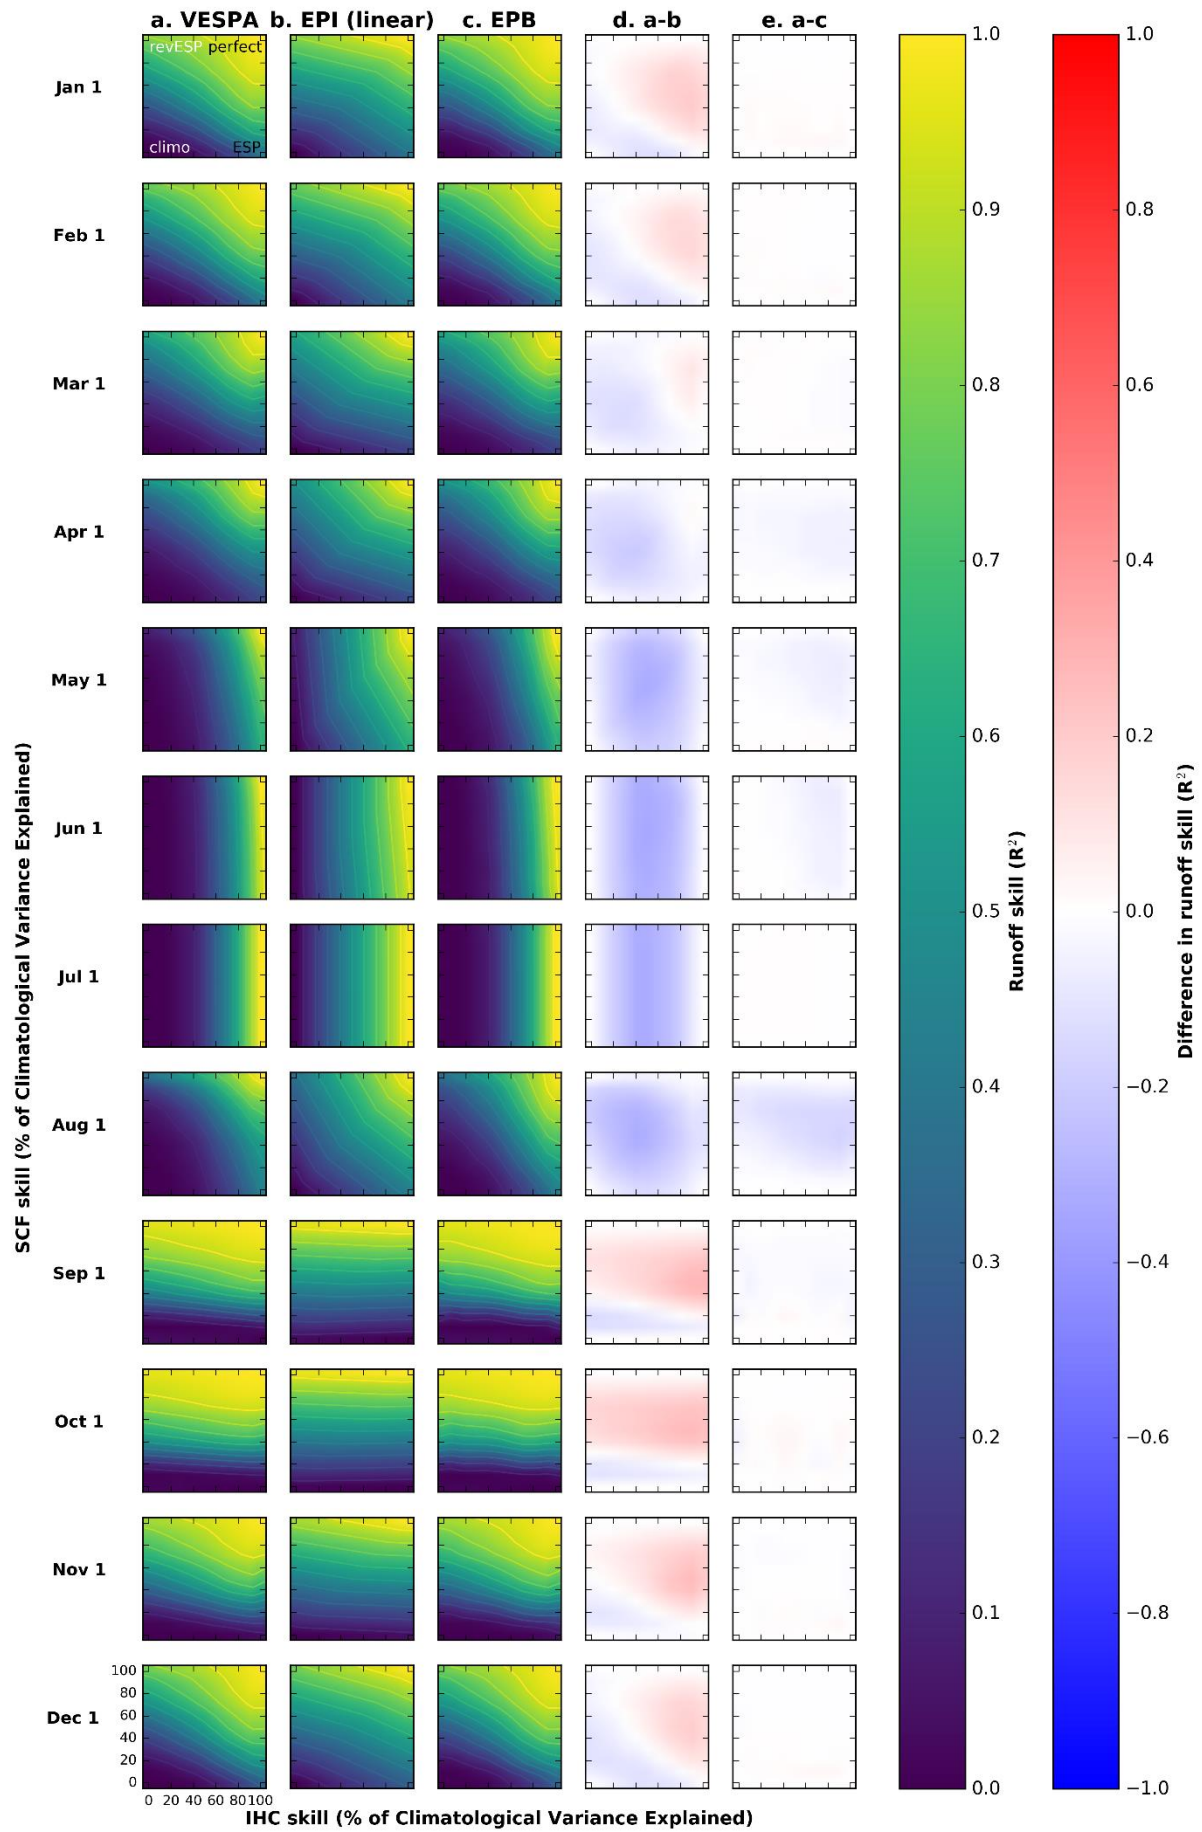 a. VESPA b. EPI (linear) c. EPB d. a-b e. a-c
revESP perfect
climo ESP
Jan 1
Feb 1
Mar 1
Apr 1
May 1
Jun 1
Jul 1
Aug 1
Sep 1
Oct 1
Nov 1
Dec 1
SCF skill (% of Climatological Variance Explained)
100
80
60
40
20
0
0 20 40 60 80 100
IHC skill (% of Climatological Variance Explained)
1.0
0.9
0.8
0.7
0.6
0.5
0.4
0.3
0.2
0.1
0.0
Runoff skill (R²)
1.0
0.8
0.6
0.4
0.2
0.0
−0.2
−0.4
−0.6
−0.8
−1.0
Difference in runoff skill (R²)